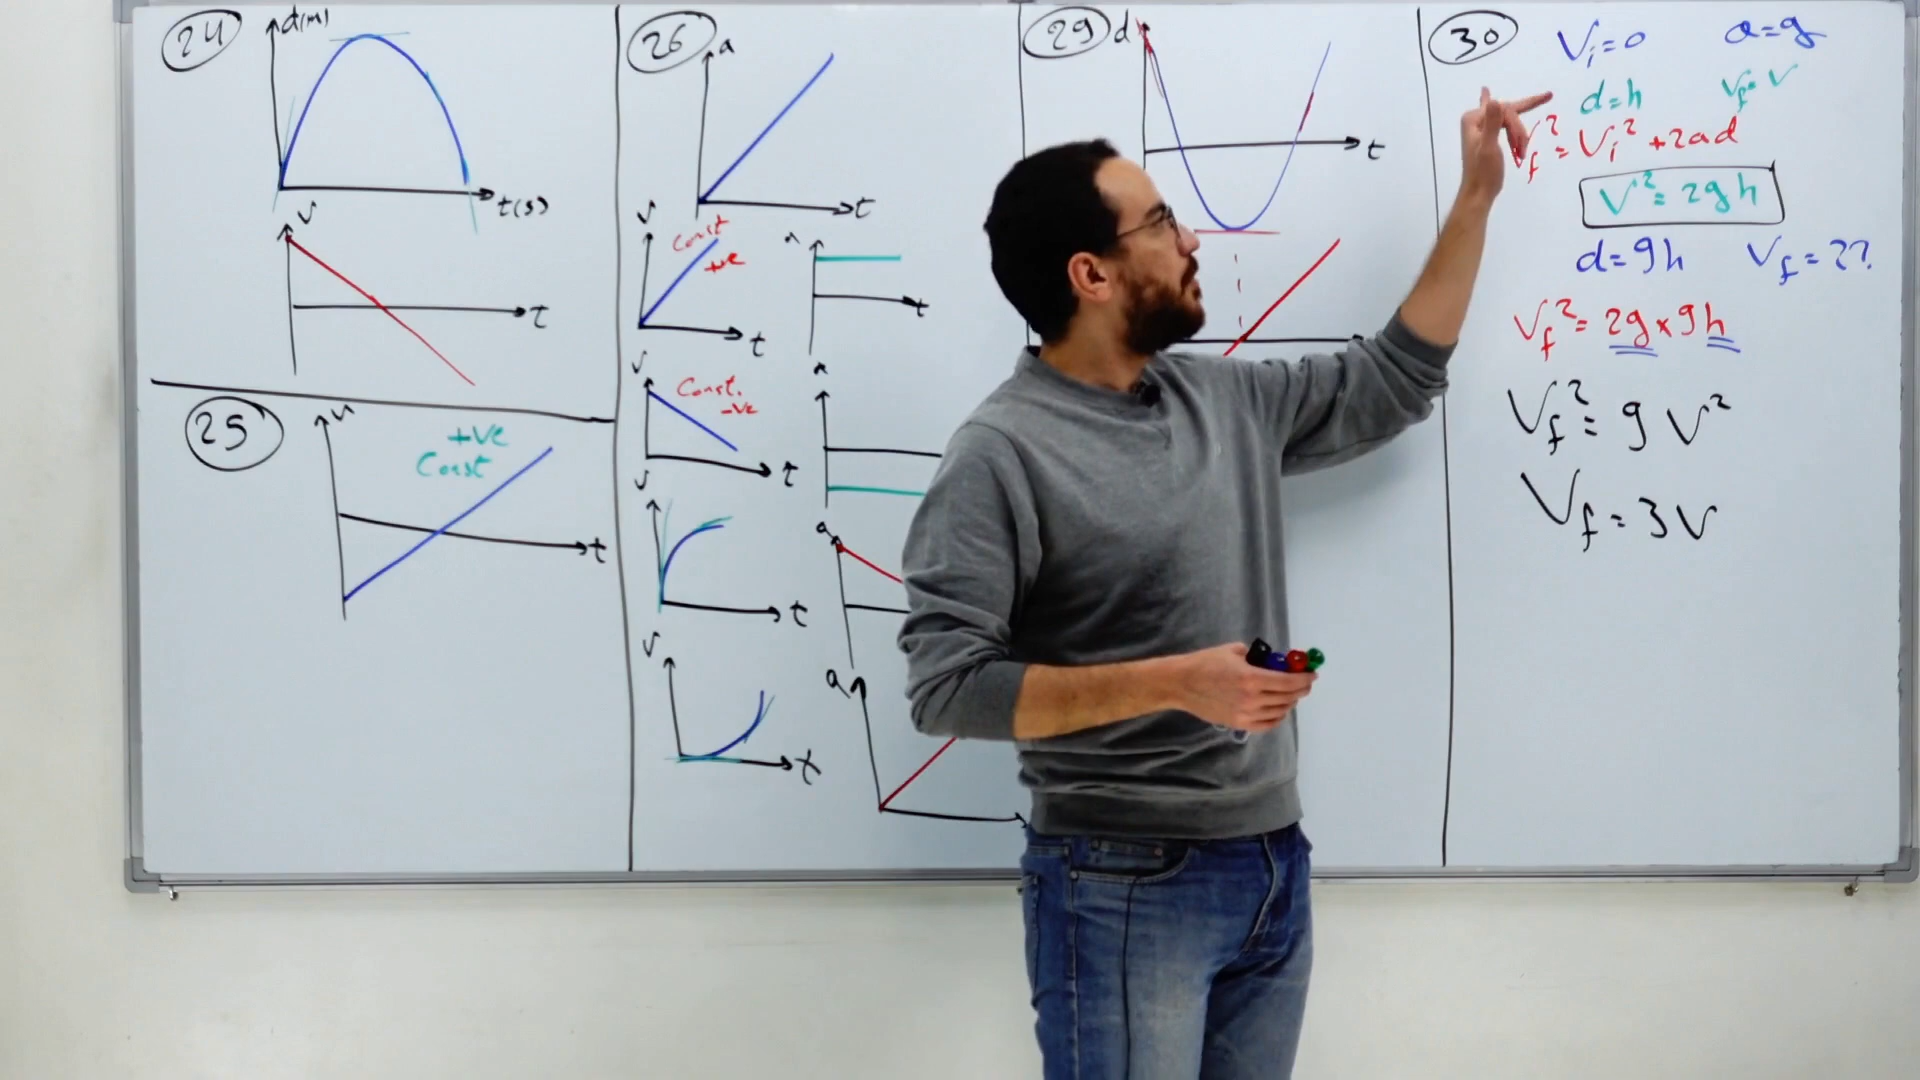 24
d(m)
t(s)
V
t
25
V
+ve
Const
t
26
a
t
V
Const
+ve
t
t
V
Const.
-ve
t
V
t
a
V
t
a
29
d
t
30
Vi=0 a=g
d=h Vf=V
Vf²=Vi²+2ad
V²=2gh
d=9h Vf=??
Vf²=2g×9h
Vf²=9V²
Vf=3V